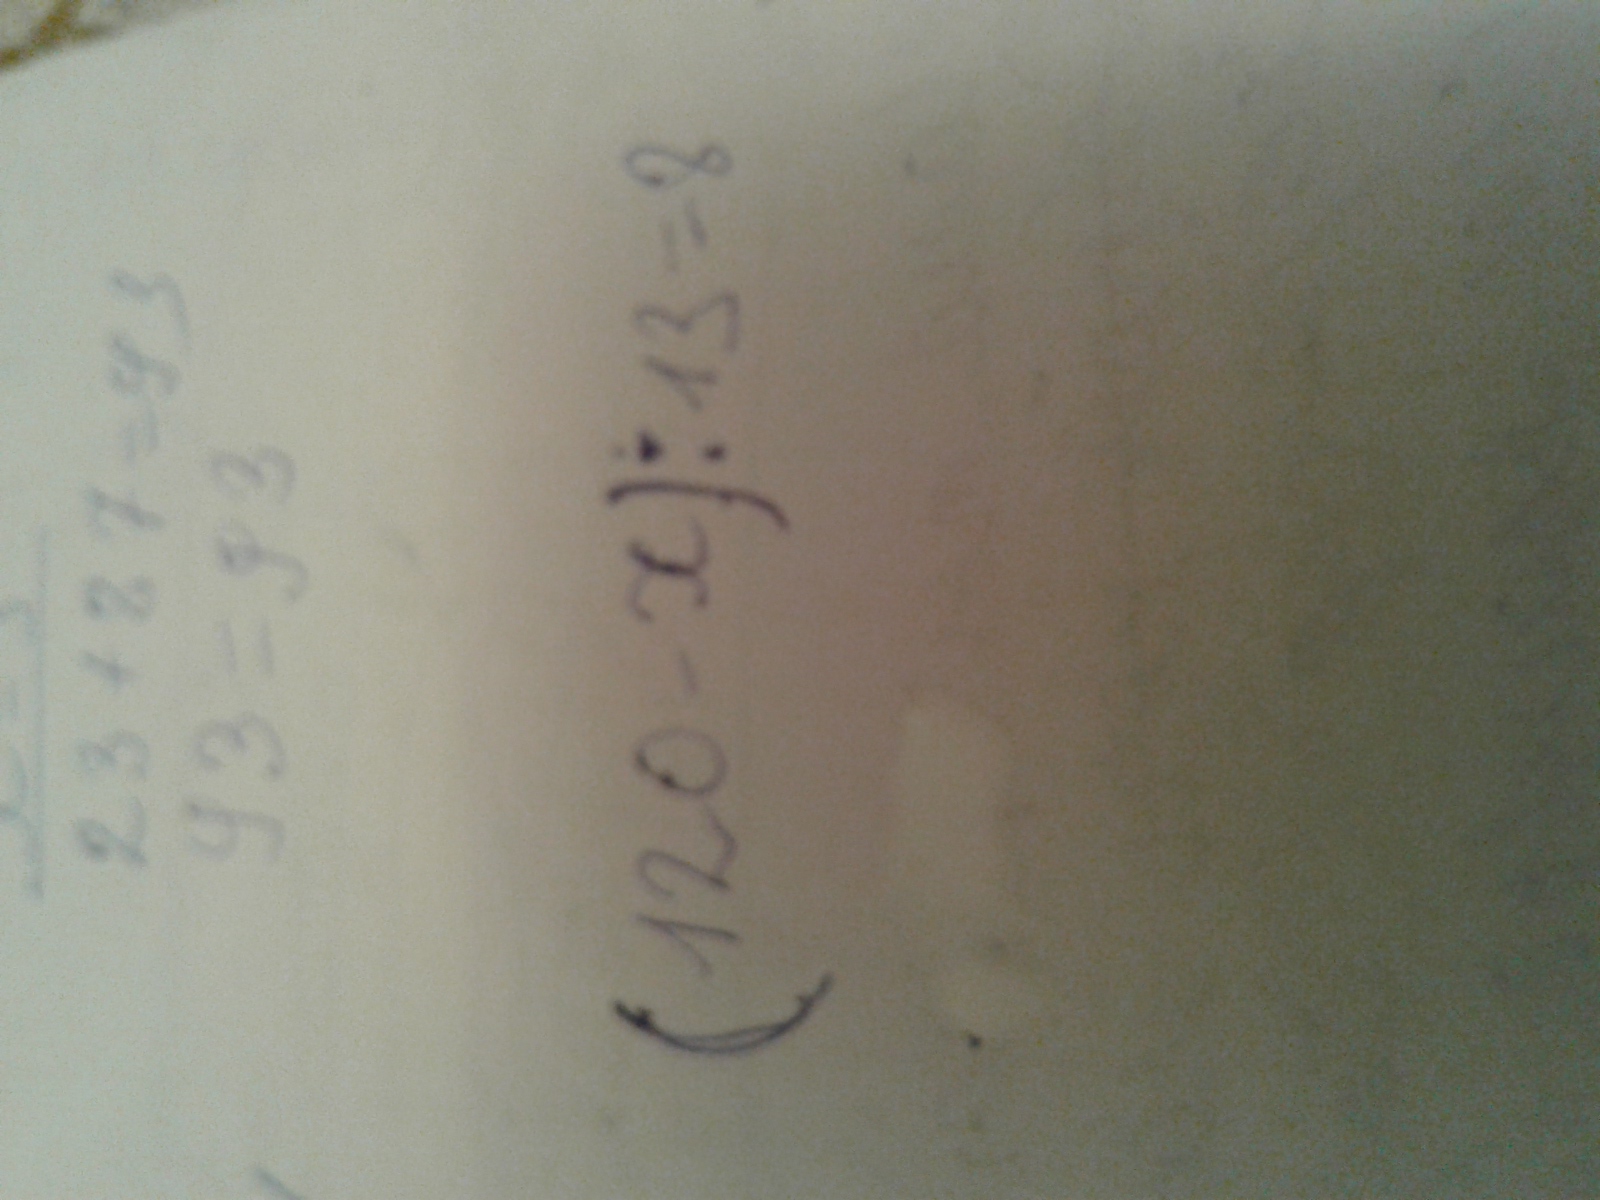 23 + 27 = 93
93 = 93
(120 - x) : 13 = 8